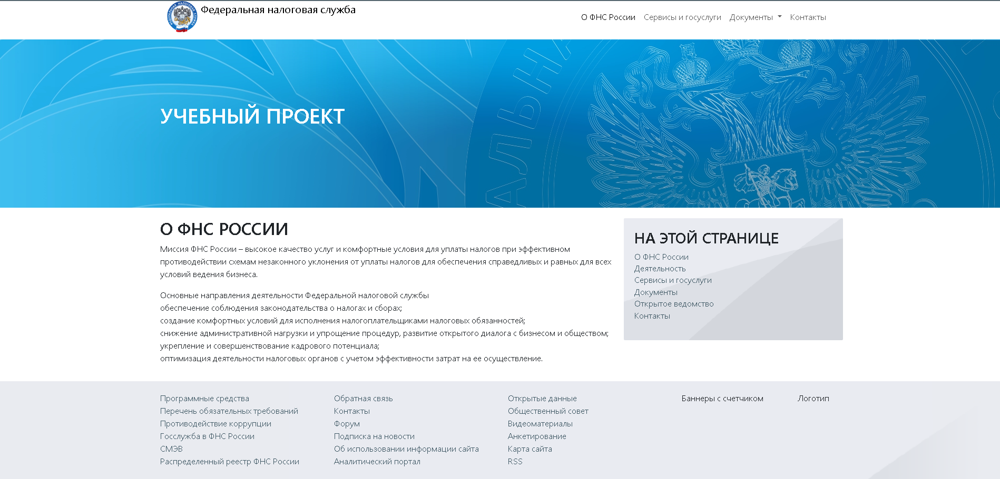 Федеральная налоговая служба
О ФНС России
Сервисы и госуслуги
Документы
Контакты
АЛЬНА
УЧЕБНЫЙ ПРОЕКТ
О ФНС РОССИИ
Миссия ФНС России – высокое качество услуг и комфортные условия для уплаты налогов при эффективном
противодействии схемам незаконного уклонения от уплаты налогов для обеспечения справедливых и равных для всех
условий ведения бизнеса.
Основные направления деятельности Федеральной налоговой службы
обеспечение соблюдения законодательства о налогах и сборах;
создание комфортных условий для исполнения налогоплательщиками налоговых обязанностей;
снижение административной нагрузки и упрощение процедур, развитие открытого диалога с бизнесом и обществом;
укрепление и совершенствование кадрового потенциала;
оптимизация деятельности налоговых органов с учетом эффективности затрат на ее осуществление.
НА ЭТОЙ СТРАНИЦЕ
О ФНС России
Деятельность
Сервисы и госуслуги
Документы
Открытое ведомство
Контакты
Программные средства
Перечень обязательных требований
Противодействие коррупции
Госслужба в ФНС России
СМЭВ
Распределенный реестр ФНС России
Обратная связь
Контакты
Форум
Подписка на новости
Об использовании информации сайта
Аналитический портал
Открытые данные
Общественный совет
Видеоматериалы
Анкетирование
Карта сайта
RSS
Баннеры с счетчиком
Логотип